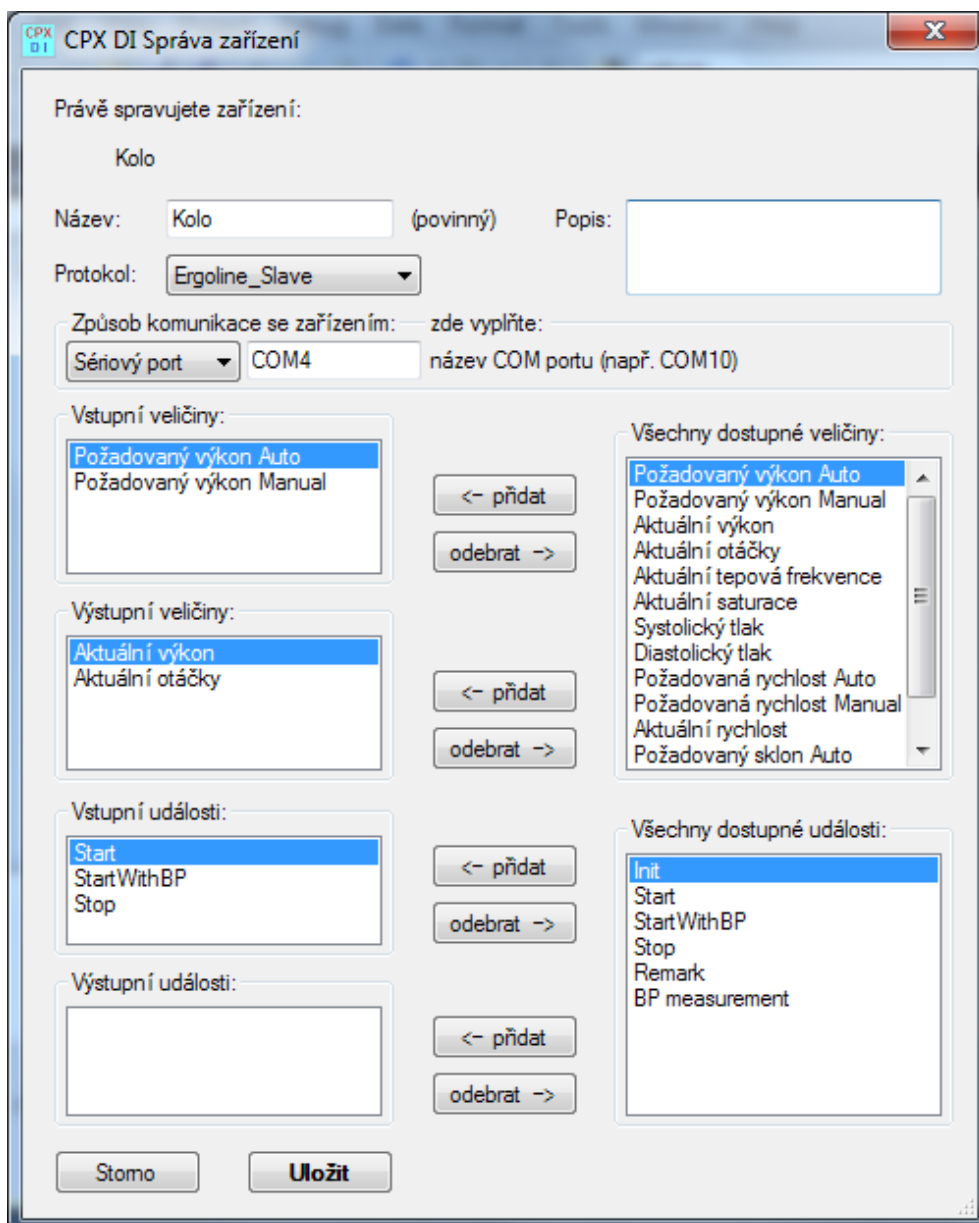 CPX DI
CPX DI Správa zařízení
Právě spravujete zařízení:
Kolo
Název: Kolo (povinný) Popis:
Protokol: Ergoline_Slave
Způsob komunikace se zařízením: zde vyplňte:
Sériový port COM4 název COM portu (např. COM10)
Vstupní veličiny:
Požadovaný výkon Auto
Požadovaný výkon Manual
<- přidat
odebrat ->
Výstupní veličiny:
Aktuální výkon
Aktuální otáčky
<- přidat
odebrat ->
Všechny dostupné veličiny:
Požadovaný výkon Auto
Požadovaný výkon Manual
Aktuální výkon
Aktuální otáčky
Aktuální tepová frekvence
Aktuální saturace
Systolický tlak
Diastolický tlak
Požadovaná rychlost Auto
Požadovaná rychlost Manual
Aktuální rychlost
Požadovaný sklon Auto
Vstupní události:
Start
StartWithBP
Stop
<- přidat
odebrat ->
Výstupní události:
<- přidat
odebrat ->
Všechny dostupné události:
Init
Start
StartWithBP
Stop
Remark
BP measurement
Storno Uložit